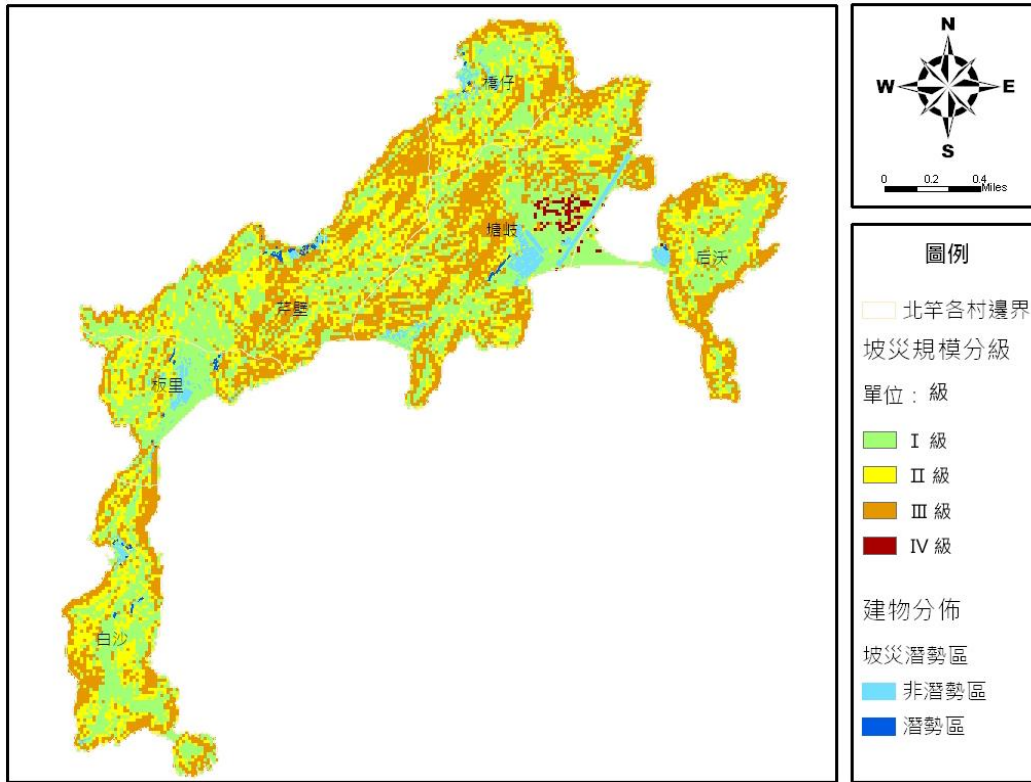 橋仔
塘岐
后沃
芹壁
板里
白沙
N
W
E
S
0
0.2
0.4
Miles
圖例
北竿各村邊界
坡災規模分級
單位：級
I 級
II 級
III 級
IV 級
建物分佈
坡災潛勢區
非潛勢區
潛勢區